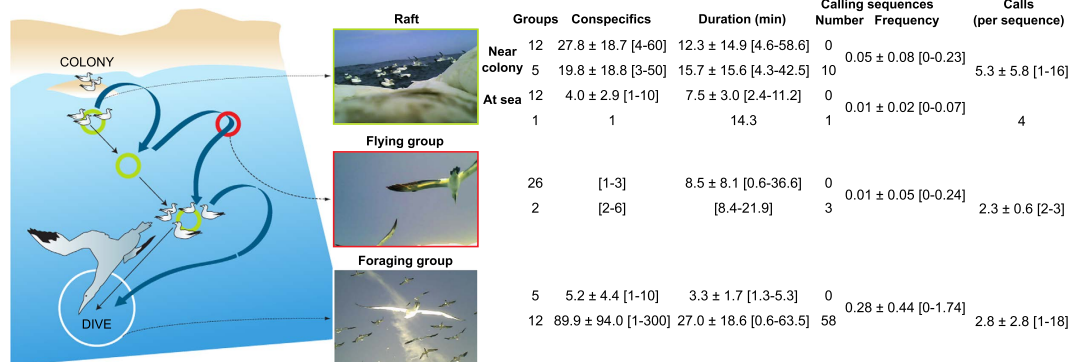 COLONY
DIVE
Raft
Flying group
Foraging group
Groups Conspecifics Duration (min) Calling sequences Number Frequency Calls (per sequence)
Near colony 12 27.8 ± 18.7 [4-60] 12.3 ± 14.9 [4.6-58.6] 0 0.05 ± 0.08 [0-0.23]
5 19.8 ± 18.8 [3-50] 15.7 ± 15.6 [4.3-42.5] 10 5.3 ± 5.8 [1-16]
At sea 12 4.0 ± 2.9 [1-10] 7.5 ± 3.0 [2.4-11.2] 0 0.01 ± 0.02 [0-0.07]
1 1 14.3 1 4
26 [1-3] 8.5 ± 8.1 [0.6-36.6] 0 0.01 ± 0.05 [0-0.24]
2 [2-6] [8.4-21.9] 3 2.3 ± 0.6 [2-3]
5 5.2 ± 4.4 [1-10] 3.3 ± 1.7 [1.3-5.3] 0 0.28 ± 0.44 [0-1.74]
12 89.9 ± 94.0 [1-300] 27.0 ± 18.6 [0.6-63.5] 58 2.8 ± 2.8 [1-18]